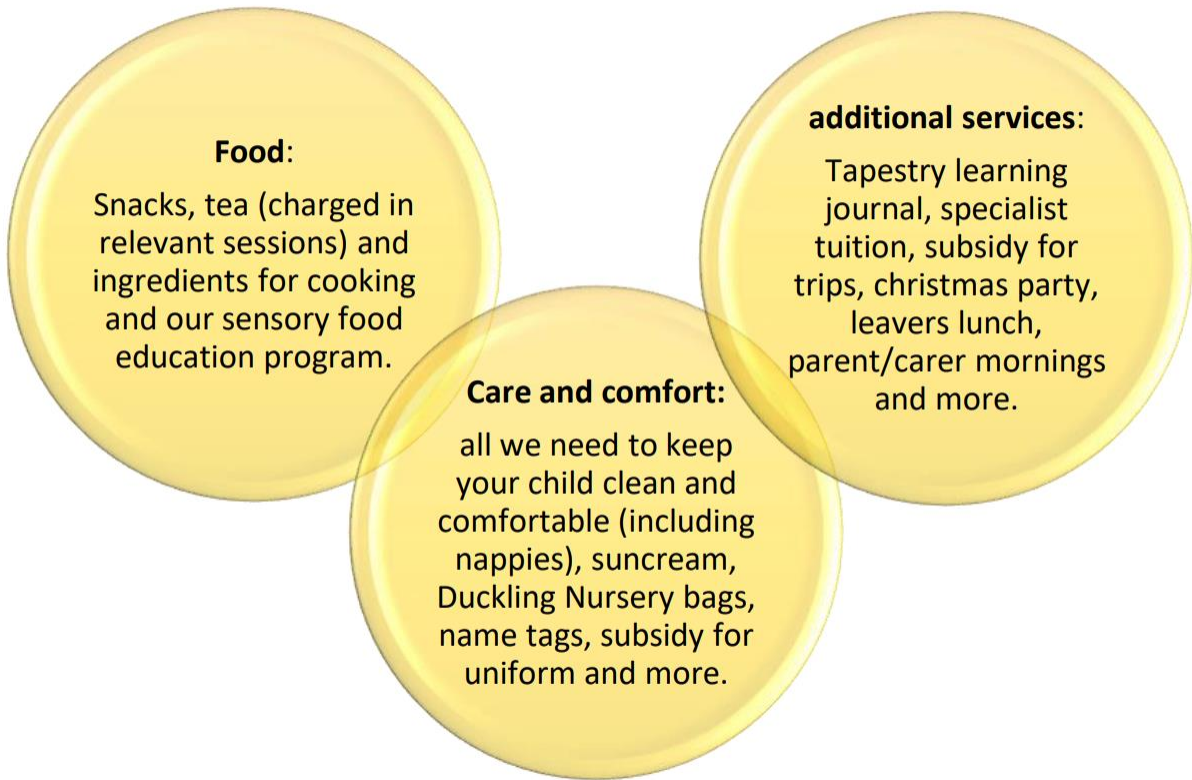 Food:
Snacks, tea (charged in
relevant sessions) and
ingredients for cooking
and our sensory food
education program.
Care and comfort:
all we need to keep
your child clean and
comfortable (including
nappies), suncream,
Duckling Nursery bags,
name tags, subsidy for
uniform and more.
additional services:
Tapestry learning
journal, specialist
tuition, subsidy for
trips, christmas party,
leavers lunch,
parent/carer mornings
and more.